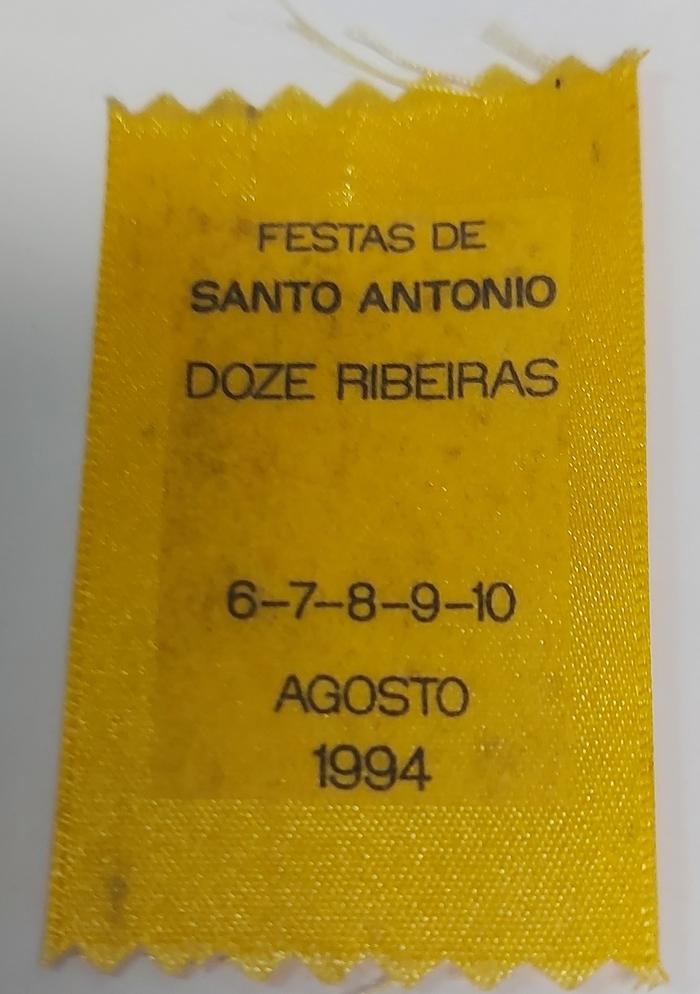 FESTAS DE
SANTO ANTONIO
DOZE RIBEIRAS
6-7-8-9-10
AGOSTO
1994